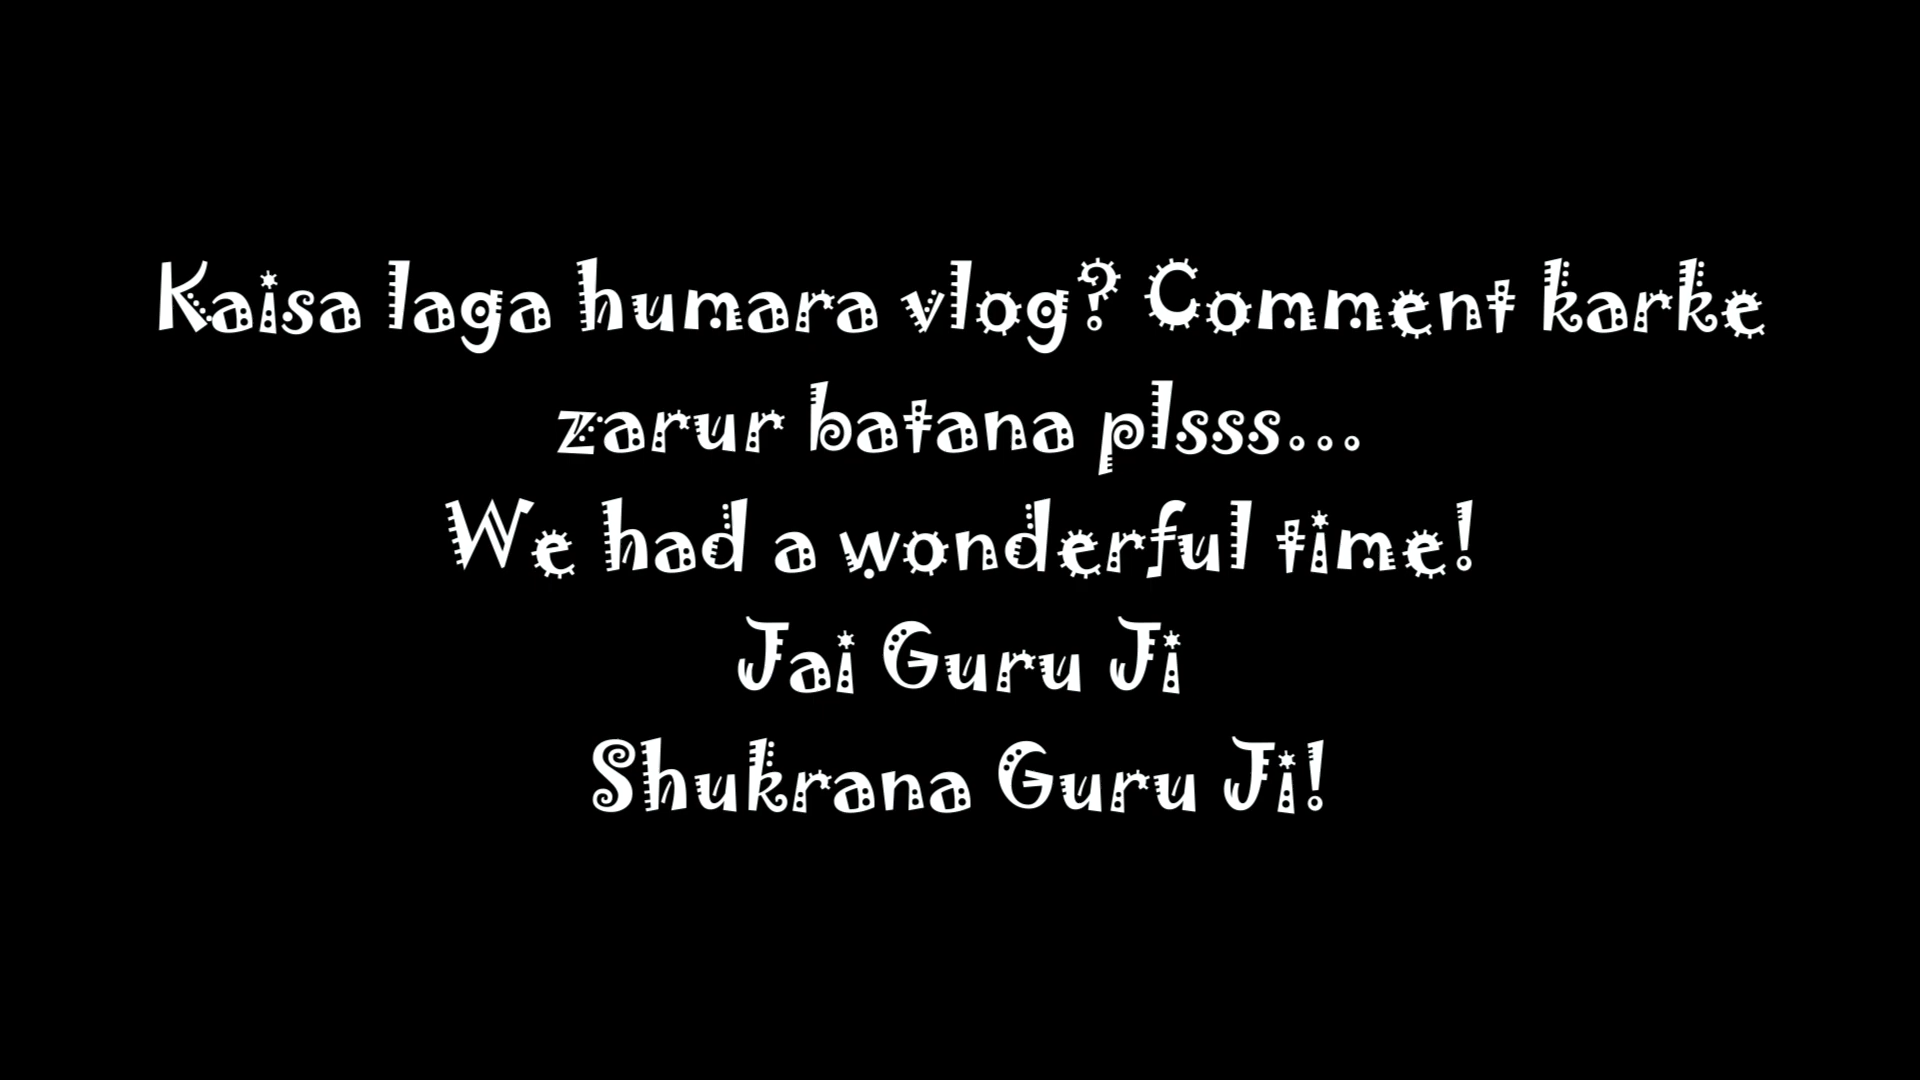 Kaisa laga humara vlog? Comment karke
zarur batana plsss...
We had a wonderful time!
Jai Guru Ji
Shukrana Guru Ji!